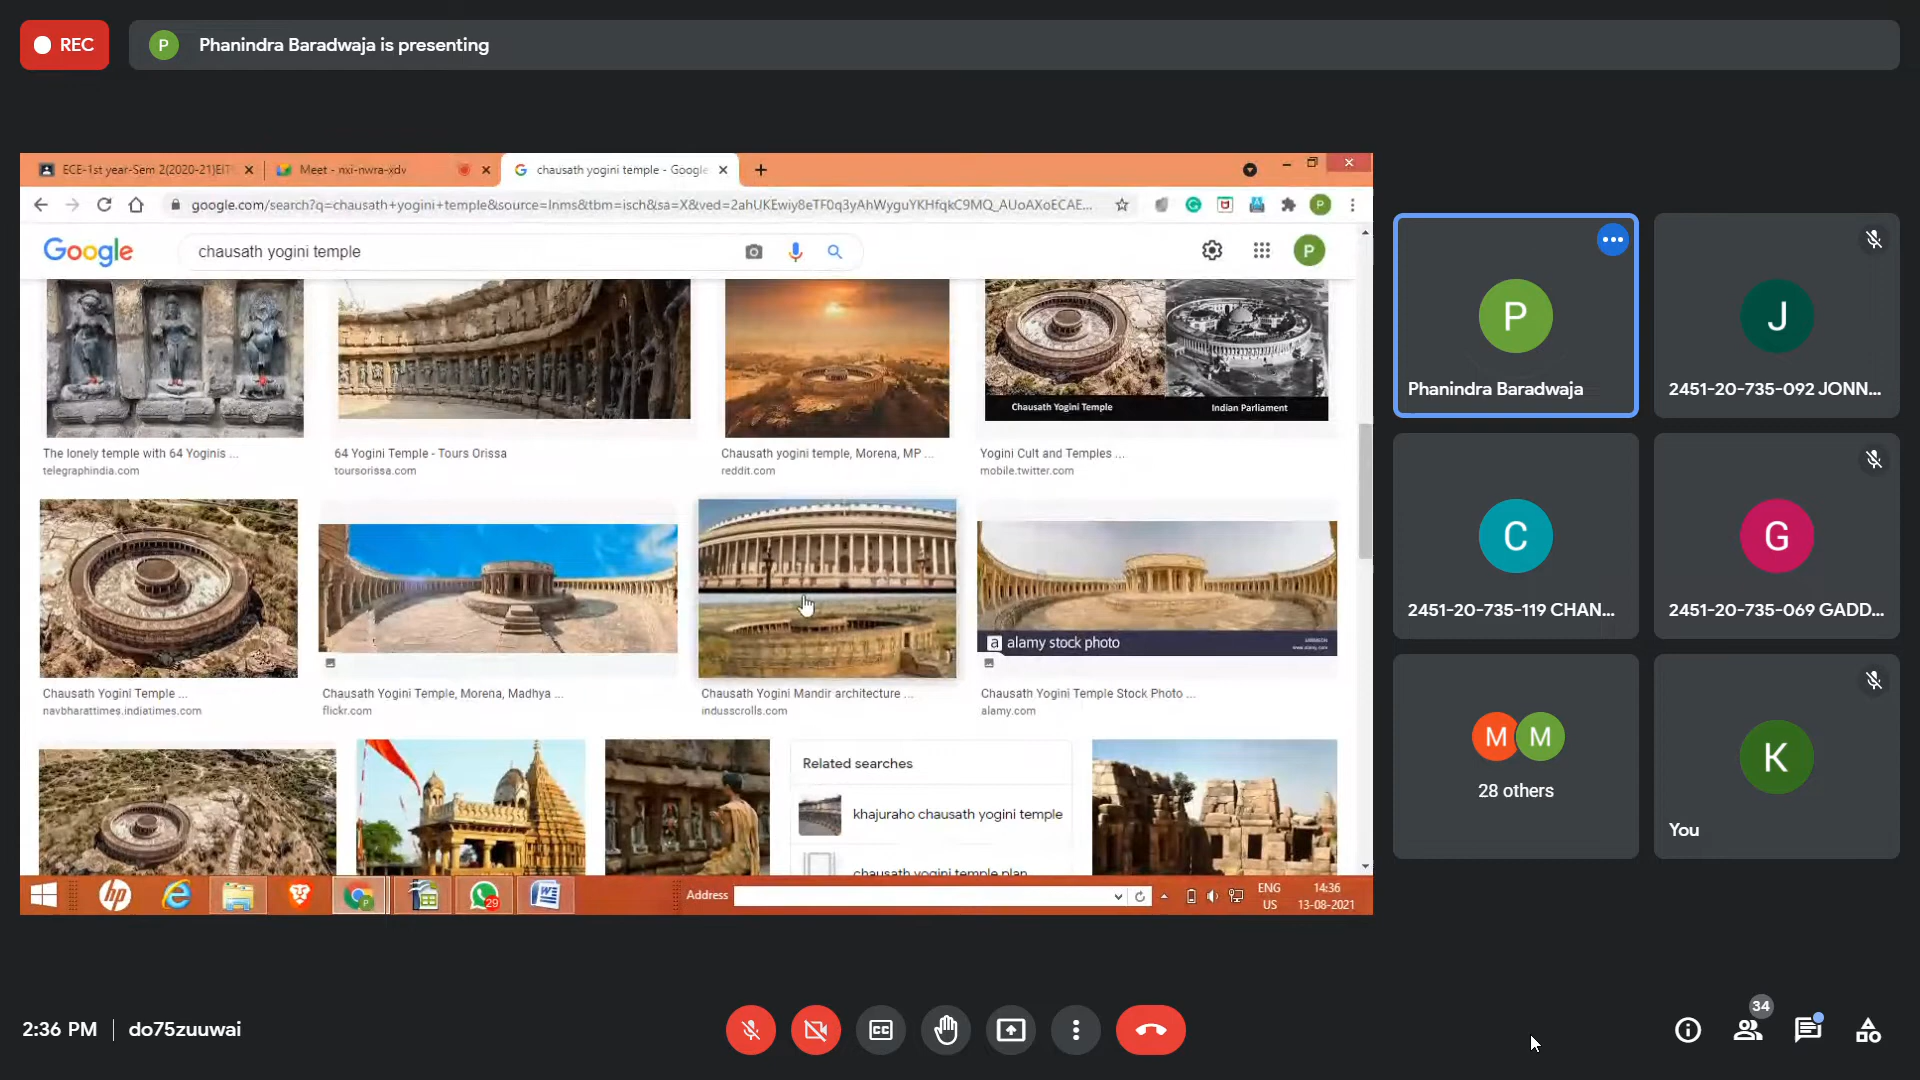 REC
P
Phanindra Baradwaja is presenting
ECE-1st year-Sem 2(2020-21)EIT
Meet - nxi-nwra-xdv
chausath yogini temple - Google
google.com/search?q=chausath+yogini+temple&source=lnms&tbm=isch&sa=X&ved=2ahUKEwiy8eTF0q3yAhWyguYKHfqkC9MQ_AUoAXoECAE...
P
Google
chausath yogini temple
P
Chausath Yogini Temple
Indian Parliament
The lonely temple with 64 Yoginis ...
telegraphindia.com
64 Yogini Temple - Tours Orissa
toursorissa.com
Chausath yogini temple, Morena, MP ...
reddit.com
Yogini Cult and Temples ...
mobile.twitter.com
a alamy stock photo
Chausath Yogini Temple ...
navbharattimes.indiatimes.com
Chausath Yogini Temple, Morena, Madhya ...
flickr.com
Chausath Yogini Mandir architecture ...
indusscrolls.com
Chausath Yogini Temple Stock Photo ...
alamy.com
Related searches
khajuraho chausath yogini temple
chausath yogini temple plan
hp
P
29
Address
ENG
US
14:36
13-08-2021
P
Phanindra Baradwaja
J
2451-20-735-092 JONN...
C
2451-20-735-119 CHAN...
G
2451-20-735-069 GADD...
M
M
28 others
K
You
2:36 PM
do75zuuwai
CC
34